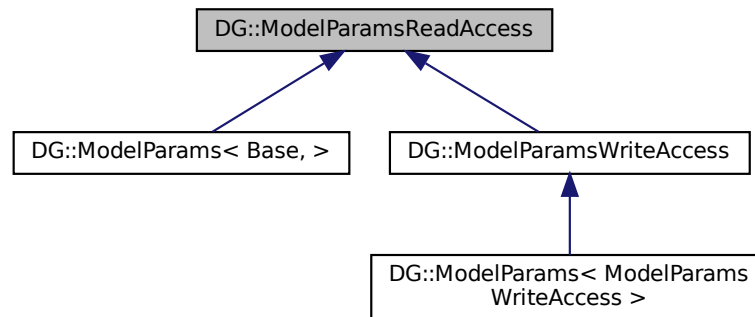 DG::ModelParamsReadAccess
DG::ModelParams< Base, >
DG::ModelParamsWriteAccess
DG::ModelParams< ModelParams
WriteAccess >